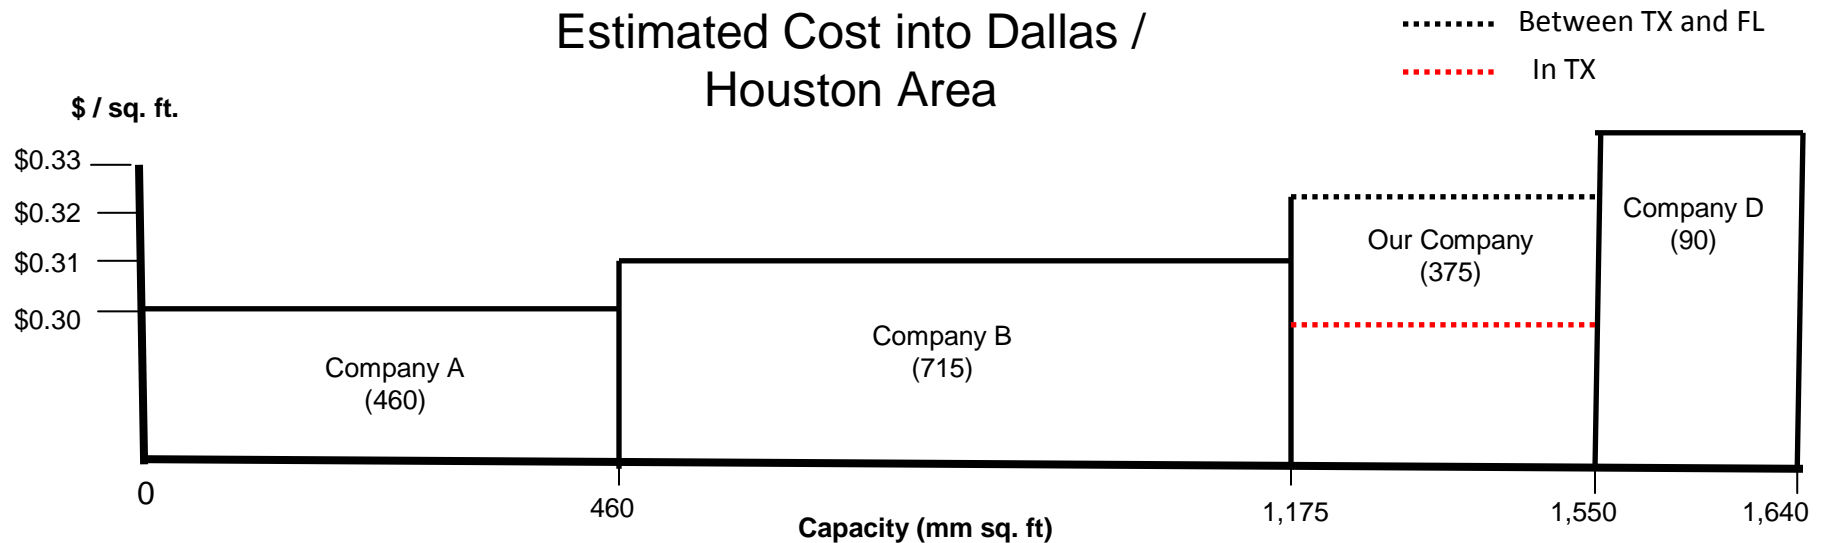 Estimated Cost into Dallas /
Houston Area
Between TX and FL
In TX
$ / sq. ft.
$0.33
$0.32
$0.31
$0.30
Company A
(460)
Company B
(715)
Our Company
(375)
Company D
(90)
0
460
1,175
1,550
1,640
Capacity (mm sq. ft)